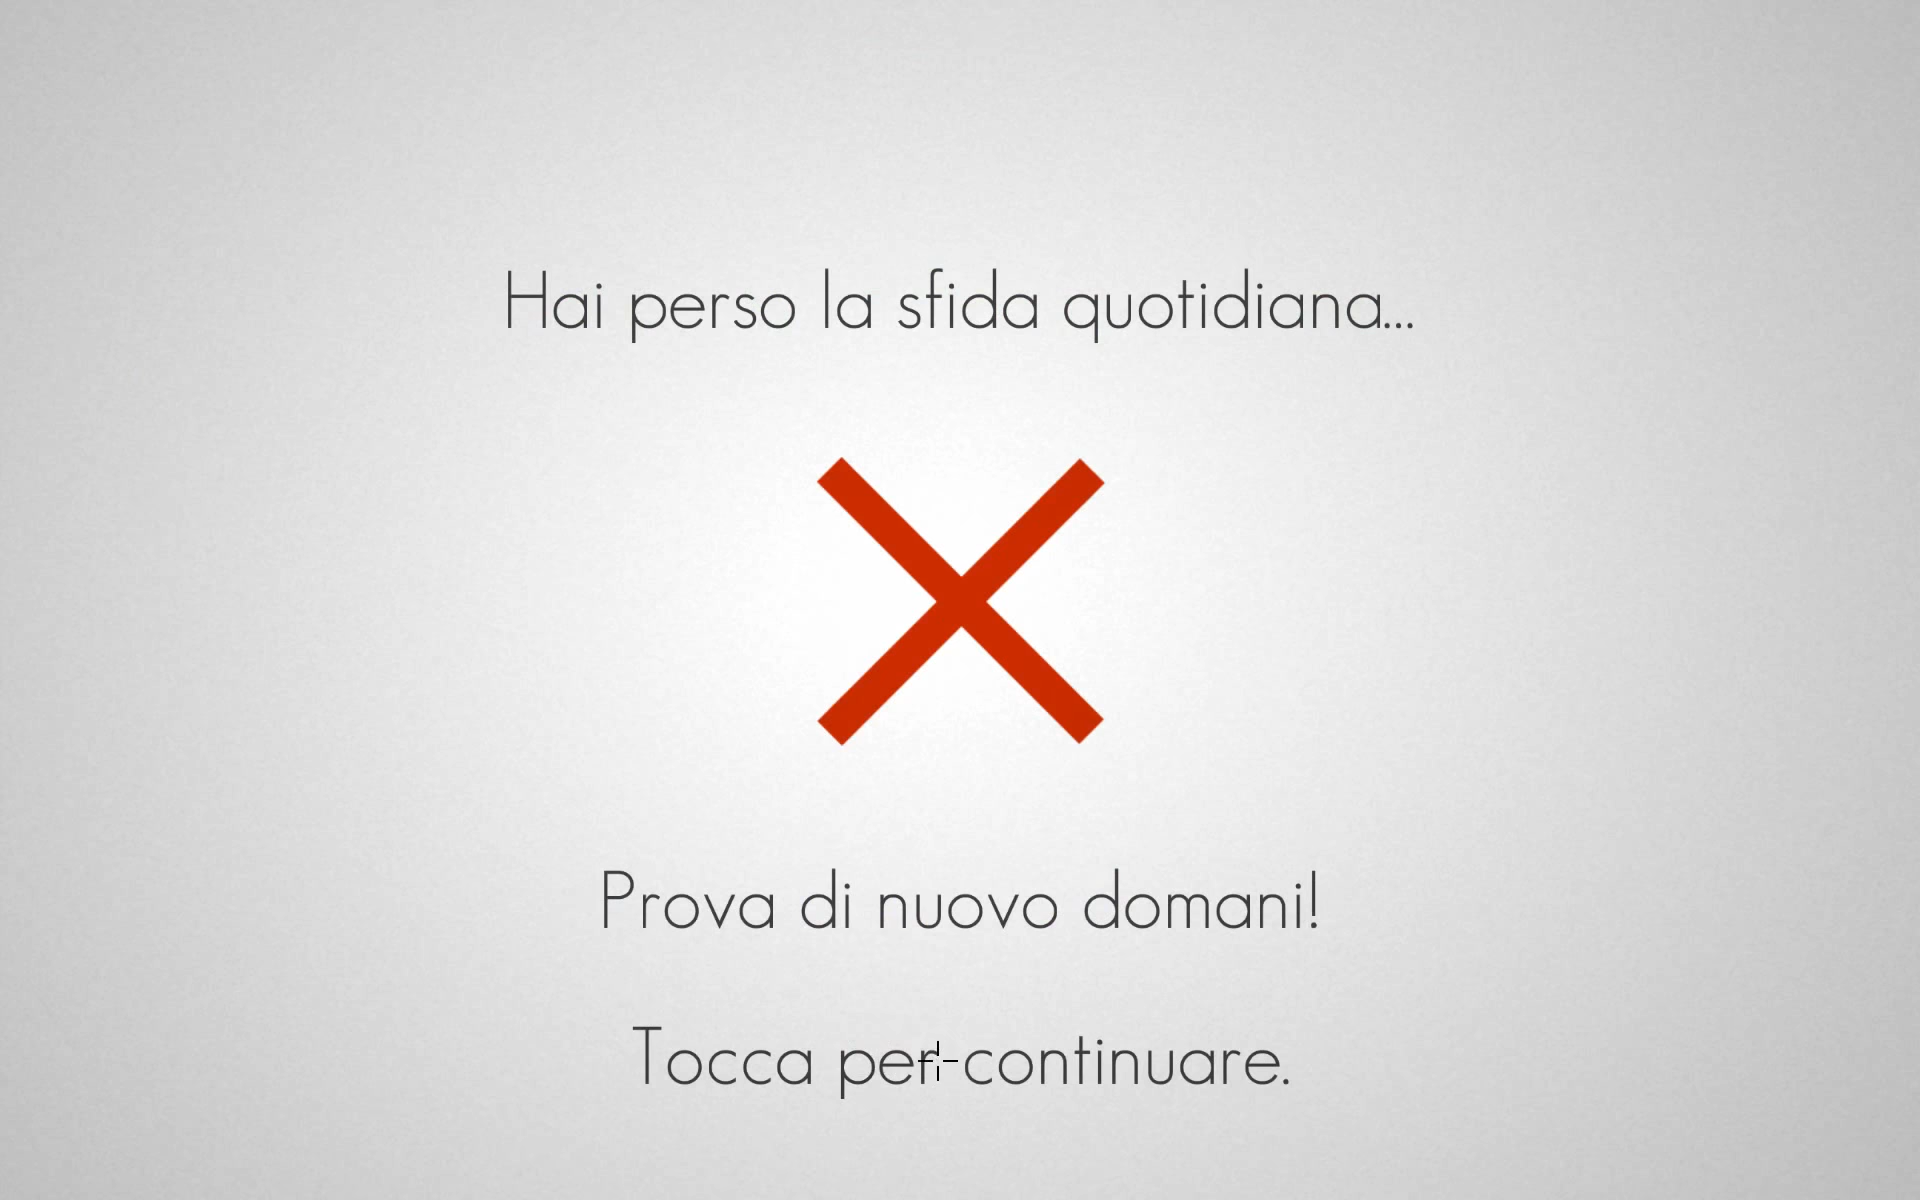 Hai perso la sfida quotidiana...
Prova di nuovo domani!
Tocca per continuare.